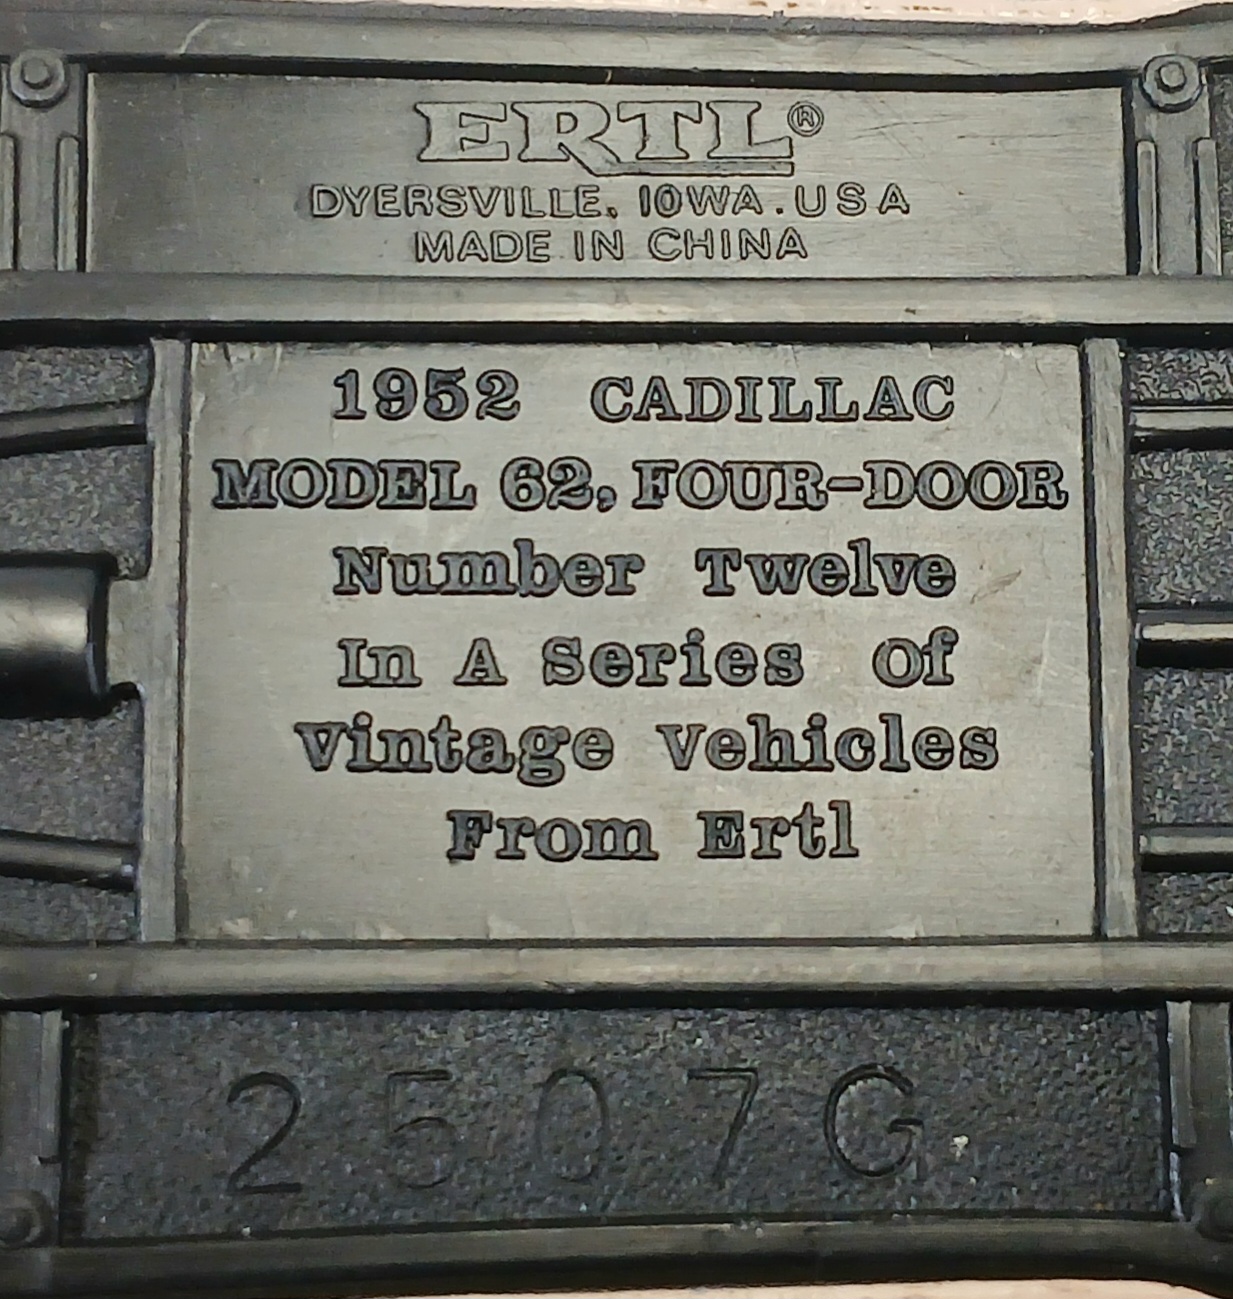 ERTL®
DYERSVILLE, IOWA.USA
MADE IN CHINA
1952 CADILLAC
MODEL 62, FOUR-DOOR
Number Twelve
In A Series Of
Vintage Vehicles
From Ertl
2507G